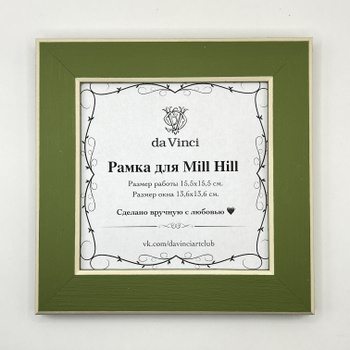 da Vinci
Рамка для Mill Hill
Размер работы 15,5х15,5 см.
Размер окна 13,6х13,6 см.
Сделано вручную с любовью
vk.com/davinciartclub